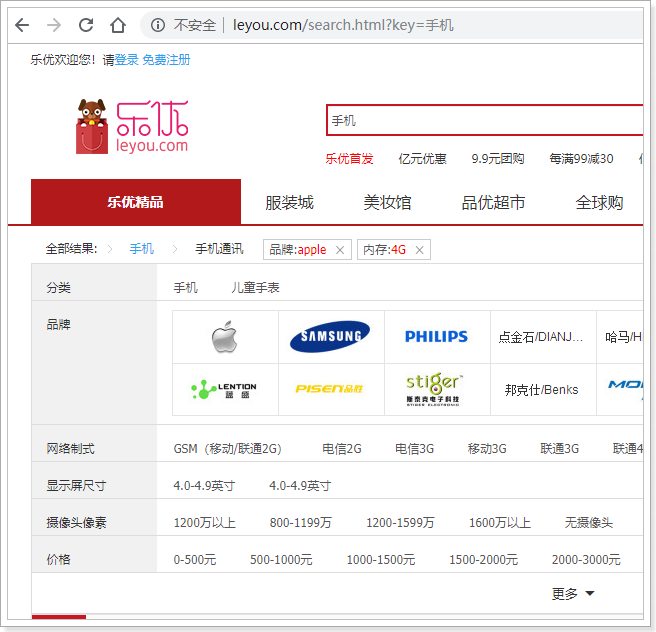 不安全 | leyou.com/search.html?key=手机
乐优欢迎您！请登录 免费注册
乐优
leyou.com
手机
乐优首发 亿元优惠 9.9元团购 每满99减30
乐优精品 服装城 美妆馆 品优超市 全球购
全部结果: 手机 手机通讯 品牌:apple × 内存:4G ×
分类 手机 儿童手表
品牌
SAMSUNG PHILIPS 点金石/DIANJ... 哈马/H
LENTION 蓝盛 PISEN品胜 stiger 斯泰克电子科技 STIGER ELECTRONIC 邦克仕/Benks MO
网络制式 GSM（移动/联通2G） 电信2G 电信3G 移动3G 联通3G 联通4
显示屏尺寸 4.0-4.9英寸 4.0-4.9英寸
摄像头像素 1200万以上 800-1199万 1200-1599万 1600万以上 无摄像头
价格 0-500元 500-1000元 1000-1500元 1500-2000元 2000-3000元
更多